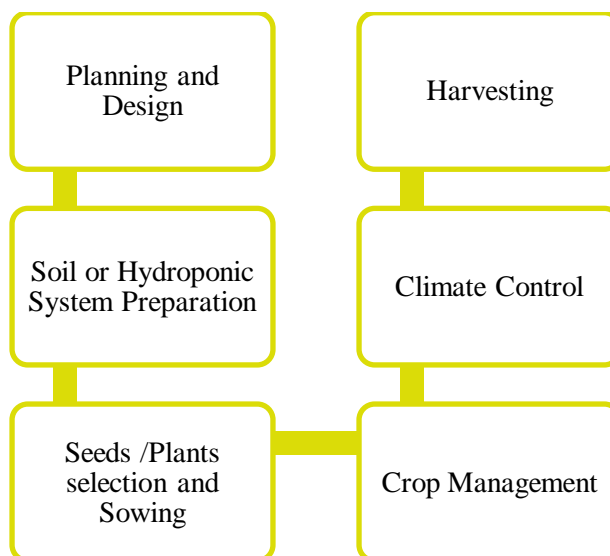 Planning and
Design
Soil or Hydroponic
System Preparation
Seeds /Plants
selection and
Sowing
Crop Management
Climate Control
Harvesting